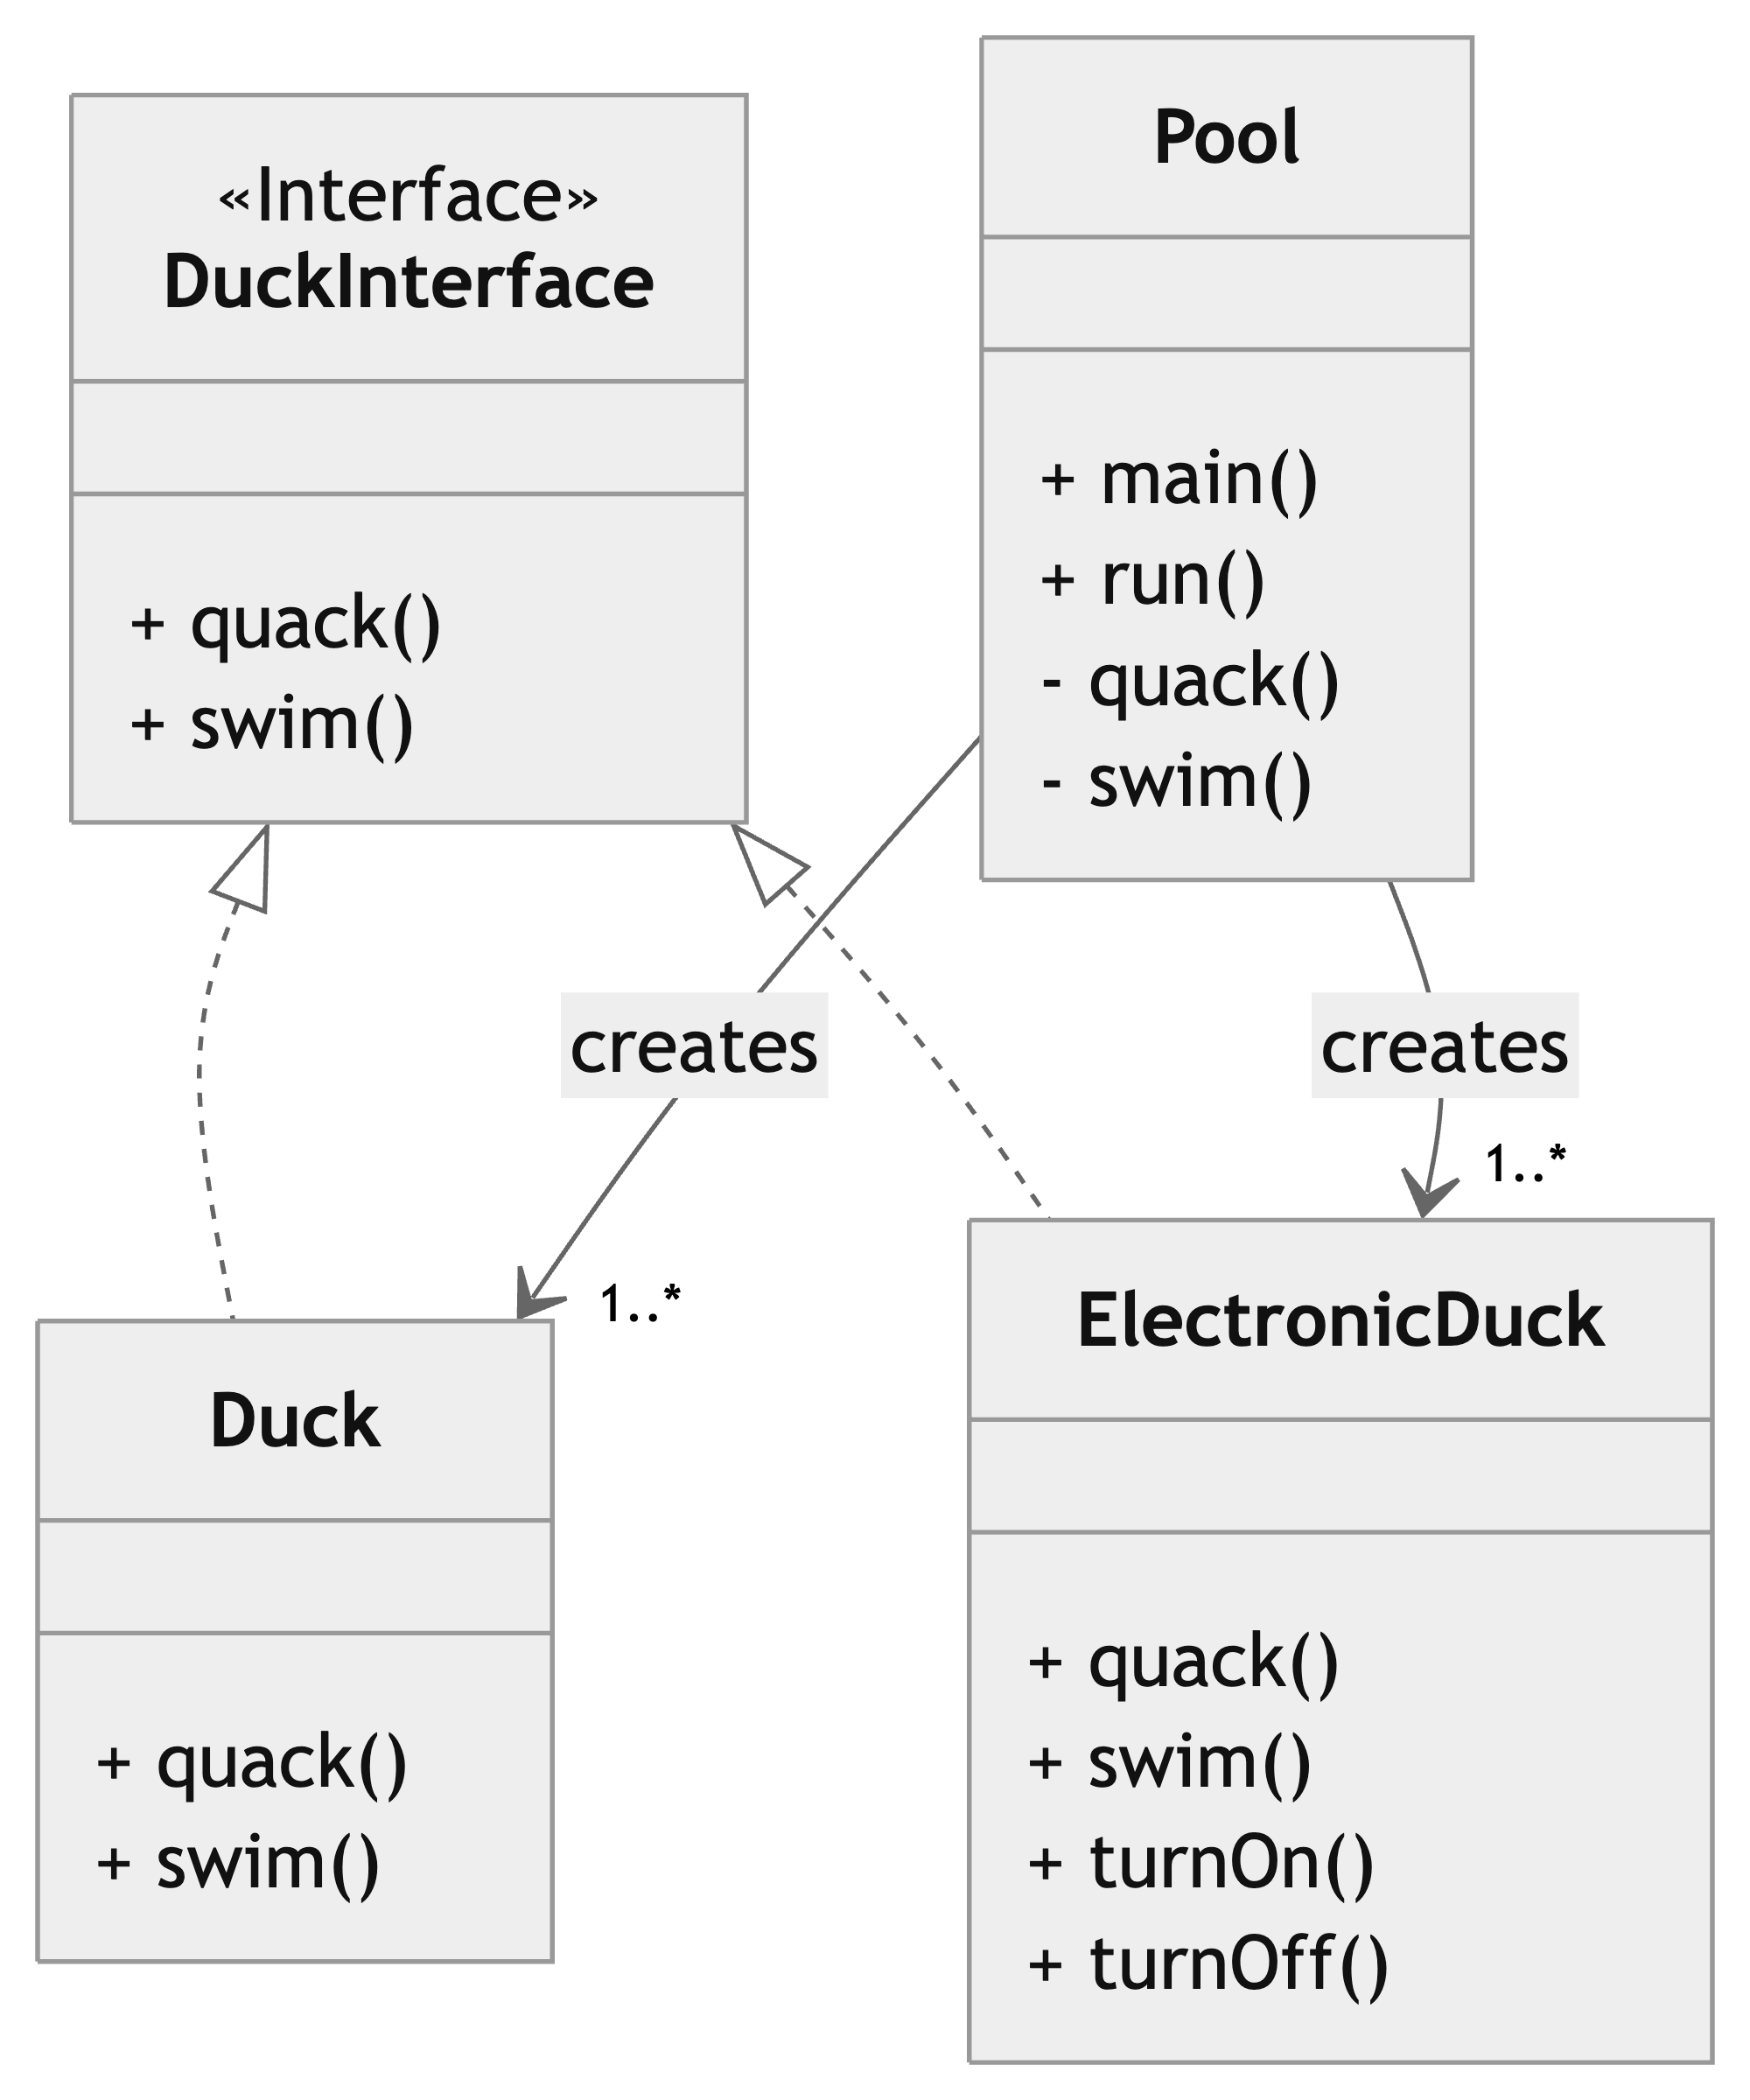 «Interface»
DuckInterface
+ quack()
+ swim()
Pool
+ main()
+ run()
- quack()
- swim()
creates
creates
1..*
1..*
Duck
+ quack()
+ swim()
ElectronicDuck
+ quack()
+ swim()
+ turnOn()
+ turnOff()